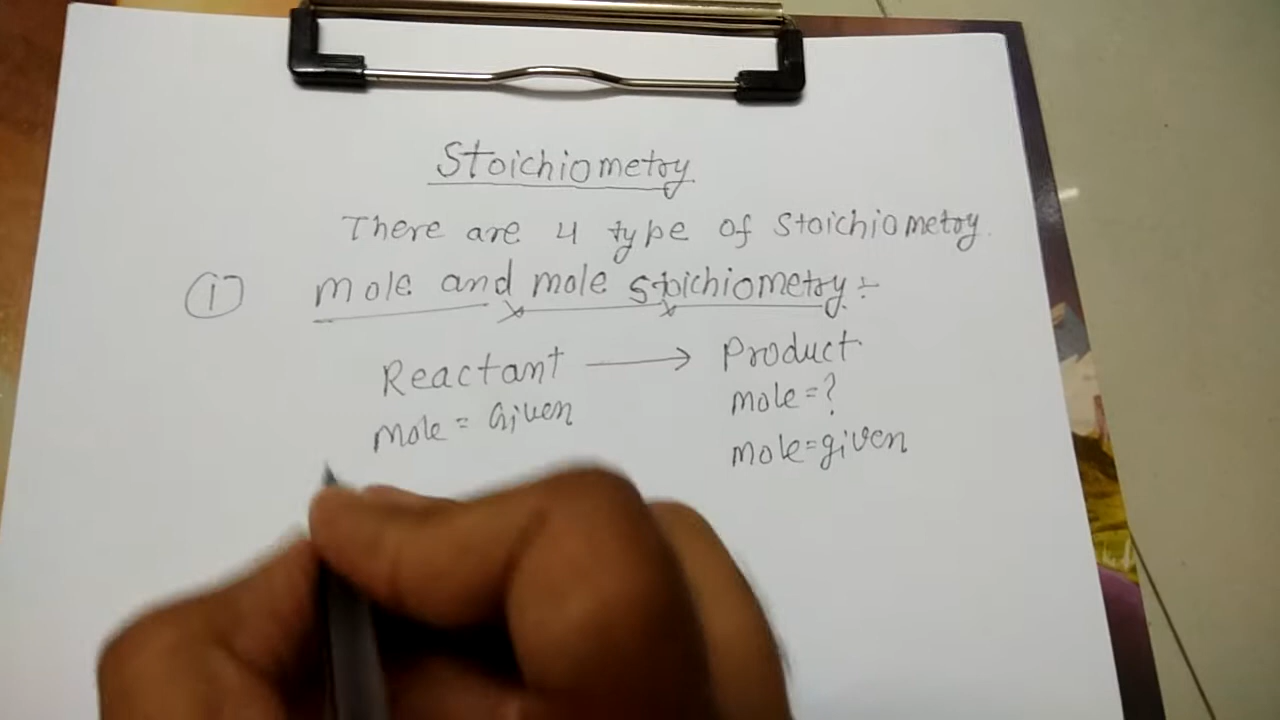 Stoichiometry
There are 4 type of stoichiometry.
① mole and mole stoichiometry :-
Reactant ⟶ Product
mole = Given
mole = ?
mole = given